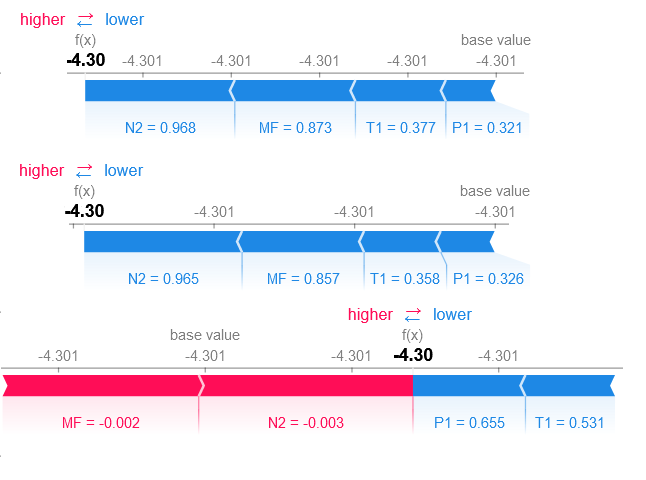 higher ⇄ lower
f(x) base value
-4.30 -4.301 -4.301 -4.301 -4.301 -4.301
N2 = 0.968 MF = 0.873 T1 = 0.377 P1 = 0.321
higher ⇄ lower
f(x) base value
-4.30 -4.301 -4.301 -4.301
N2 = 0.965 MF = 0.857 T1 = 0.358 P1 = 0.326
higher ⇄ lower
base value f(x)
-4.301 -4.301 -4.301 -4.30 -4.301
MF = -0.002 N2 = -0.003 P1 = 0.655 T1 = 0.531